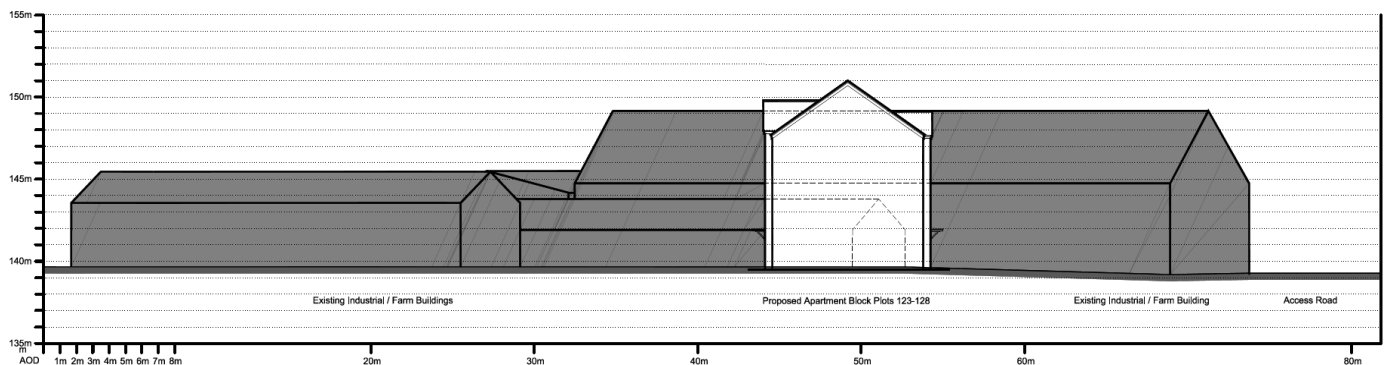 155m
150m
145m
140m
Existing Industrial / Farm Buildings
Proposed Apartment Block Plots 123-128
Existing Industrial / Farm Building
Access Road
135m
m
AOD
1m 2m 3m 4m 5m 6m 7m 8m
20m
30m
40m
50m
60m
80m